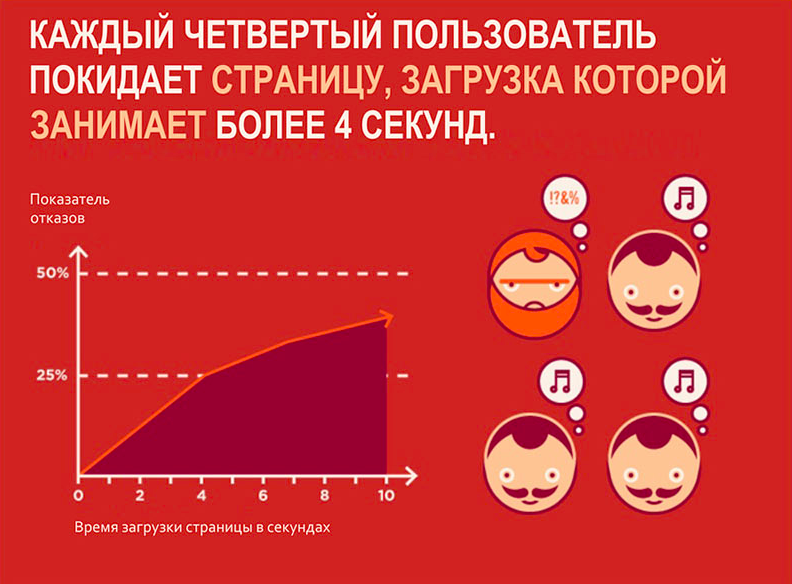 КАЖДЫЙ ЧЕТВЕРТЫЙ ПОЛЬЗОВАТЕЛЬ
ПОКИДАЕТ СТРАНИЦУ, ЗАГРУЗКА КОТОРОЙ
ЗАНИМАЕТ БОЛЕЕ 4 СЕКУНД.
Показатель
отказов
!?&%
50%
25%
0 2 4 6 8 10
Время загрузки страницы в секундах